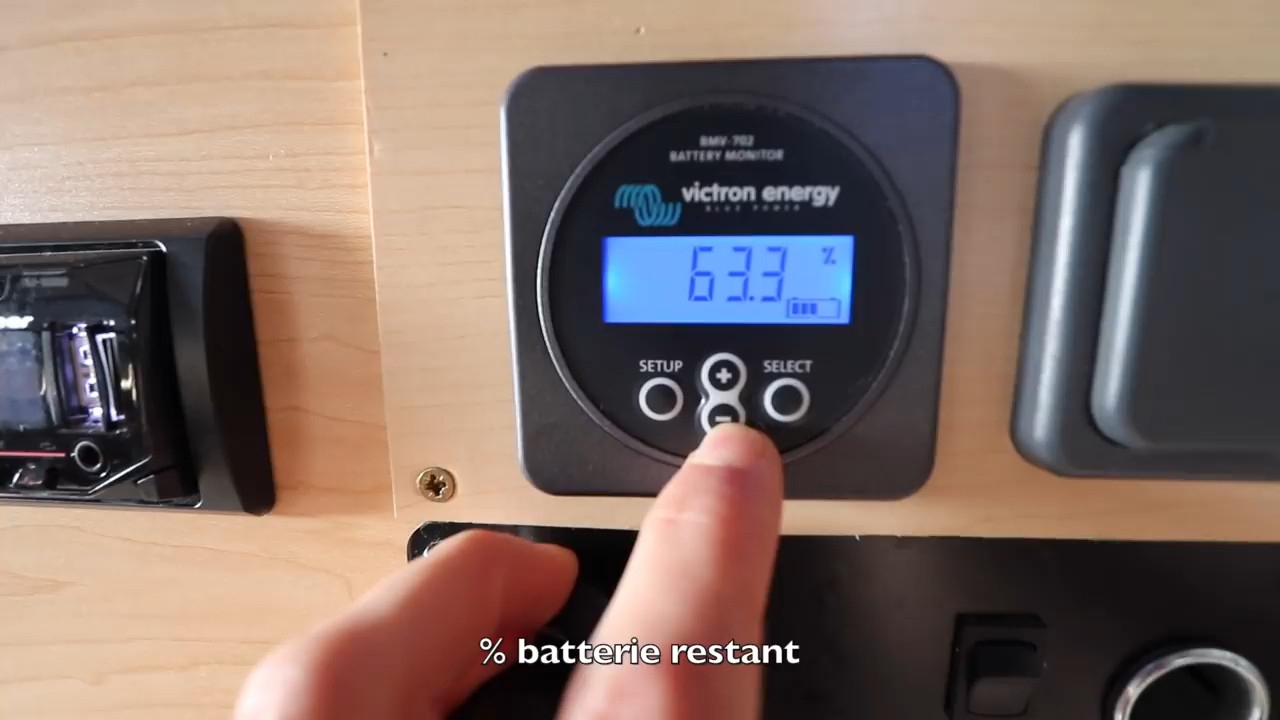 BMV-702
BATTERY MONITOR
victron energy
BLUE POWER
63.3 %
SETUP + SELECT
-
% batterie restant